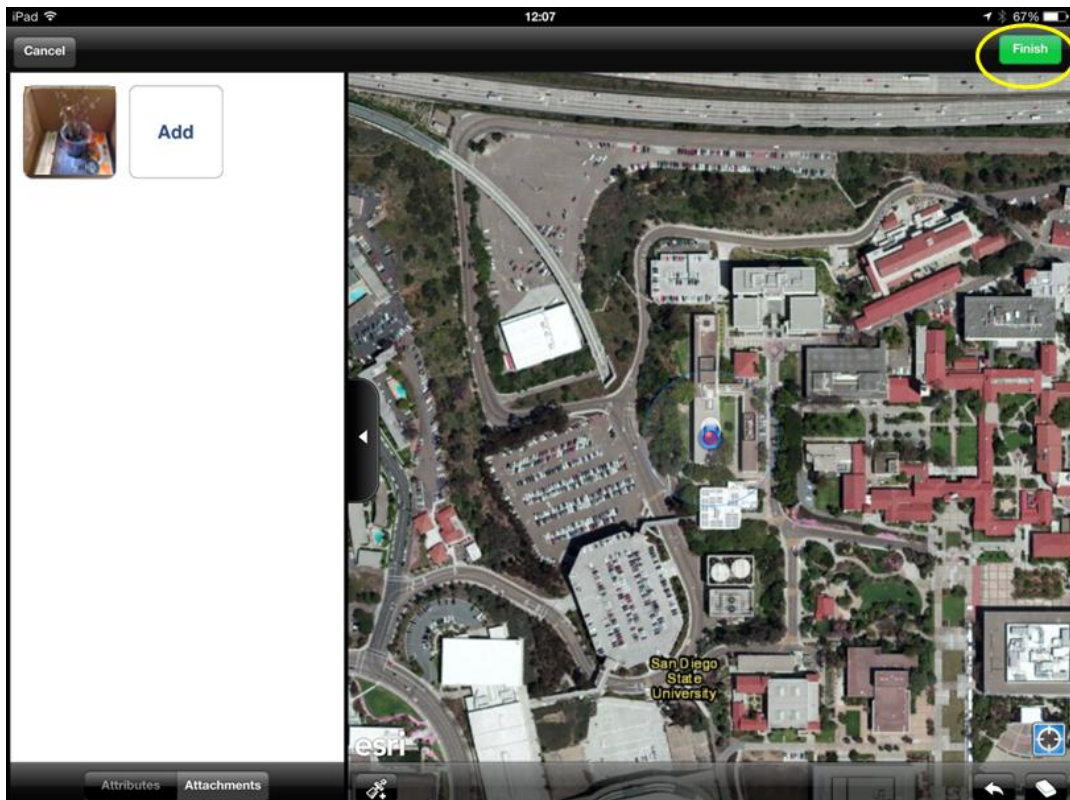 iPad
12:07
67%
Cancel
Finish
Add
San Diego
State
University
esri
Attributes
Attachments